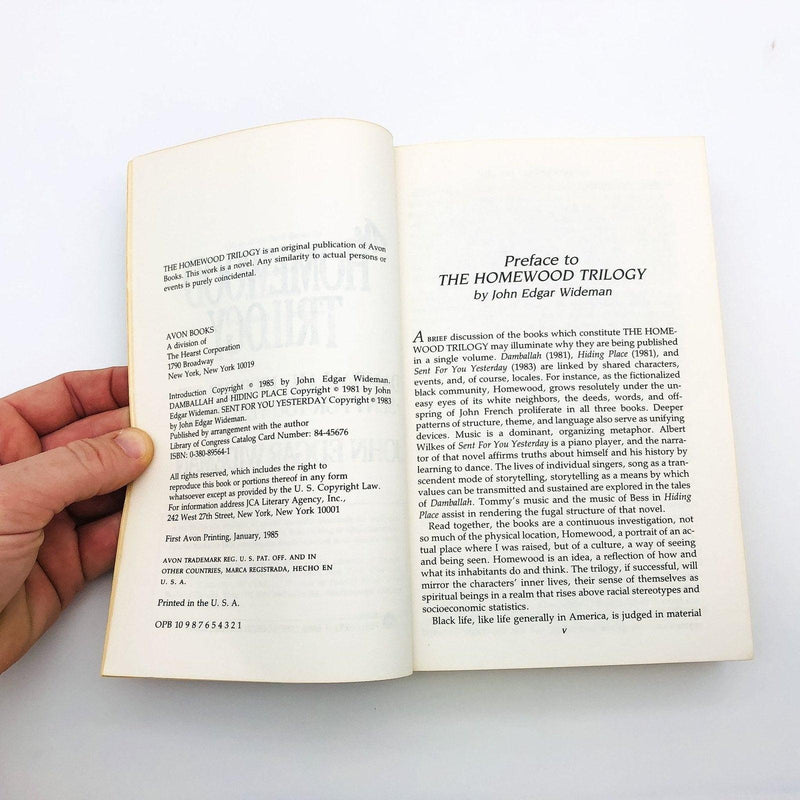 THE HOMEWOOD TRILOGY is an original publication of Avon
Books. This work is a novel. Any similarity to actual persons or
events is purely coincidental.
AVON BOOKS
A division of
The Hearst Corporation
1790 Broadway
New York, New York 10019
Introduction Copyright © 1985 by John Edgar Wideman.
DAMBALLAH and HIDING PLACE Copyright © 1981 by John
Edgar Wideman. SENT FOR YOU YESTERDAY Copyright © 1983
by John Edgar Wideman.
Published by arrangement with the author
Library of Congress Catalog Card Number: 84-45676
ISBN: 0-380-89564-1
All rights reserved, which includes the right to
reproduce this book or portions thereof in any form
whatsoever except as provided by the U. S. Copyright Law.
For information address JCA Literary Agency, Inc.,
242 West 27th Street, New York, New York 10001
First Avon Printing, January, 1985
AVON TRADEMARK REG. U. S. PAT. OFF. AND IN
OTHER COUNTRIES, MARCA REGISTRADA, HECHO EN
U. S. A.
Printed in the U. S. A.
OPB 10 9 8 7 6 5 4 3 2 1
Preface to
THE HOMEWOOD TRILOGY
by John Edgar Wideman
A BRIEF discussion of the books which constitute THE HOME-
WOOD TRILOGY may illuminate why they are being published
in a single volume. Damballah (1981), Hiding Place (1981), and
Sent For You Yesterday (1983) are linked by shared characters,
events, and, of course, locales. For instance, as the fictionalized
black community, Homewood, grows resolutely under the un-
easy eyes of its white neighbors, the deeds, words, and off-
spring of John French proliferate in all three books. Deeper
patterns of structure, theme, and language also serve as unifying
devices. Music is a dominant, organizing metaphor. Albert
Wilkes of Sent For You Yesterday is a piano player, and the narra-
tor of that novel affirms truths about himself and his history by
learning to dance. The lives of individual singers, song as a tran-
scendent mode of storytelling, storytelling as a means by which
values can be transmitted and sustained are explored in the tales
of Damballah. Tommy's music and the music of Bess in Hiding
Place assist in rendering the fugal structure of that novel.
Read together, the books are a continuous investigation, not
so much of the physical location, Homewood, a portrait of an ac-
tual place where I was raised, but of a culture, a way of seeing
and being seen. Homewood is an idea, a reflection of how and
what its inhabitants do and think. The trilogy, if successful, will
mirror the characters' inner lives, their sense of themselves as
spiritual beings in a realm that rises above racial stereotypes and
socioeconomic statistics.
Black life, like life generally in America, is judged in material
v